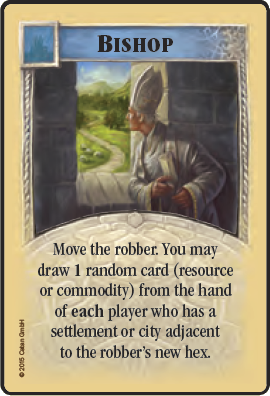 BISHOP
Move the robber. You may
draw 1 random card (resource
or commodity) from the hand
of each player who has a
settlement or city adjacent
to the robber's new hex.
© 2015 Catan GmbH